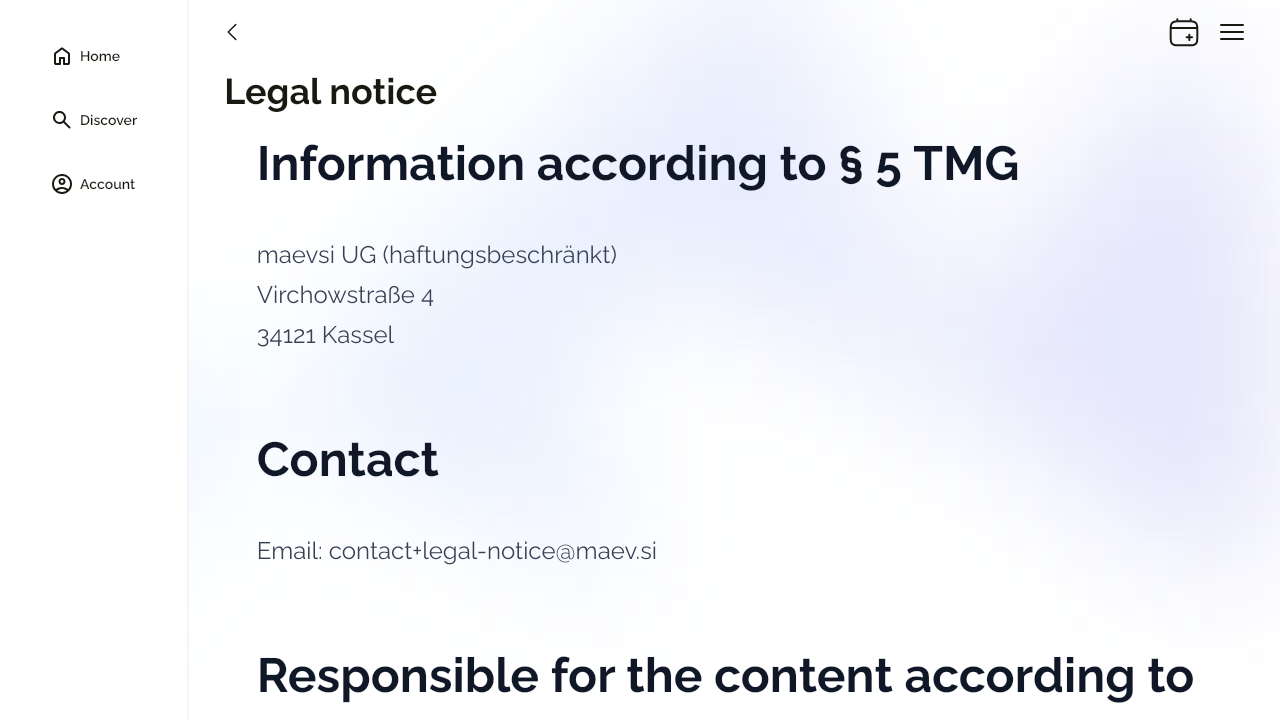 Home
Discover
Account
Legal notice
Information according to § 5 TMG
maevsi UG (haftungsbeschränkt)
Virchowstraße 4
34121 Kassel
Contact
Email: contact+legal-notice@maev.si
Responsible for the content according to